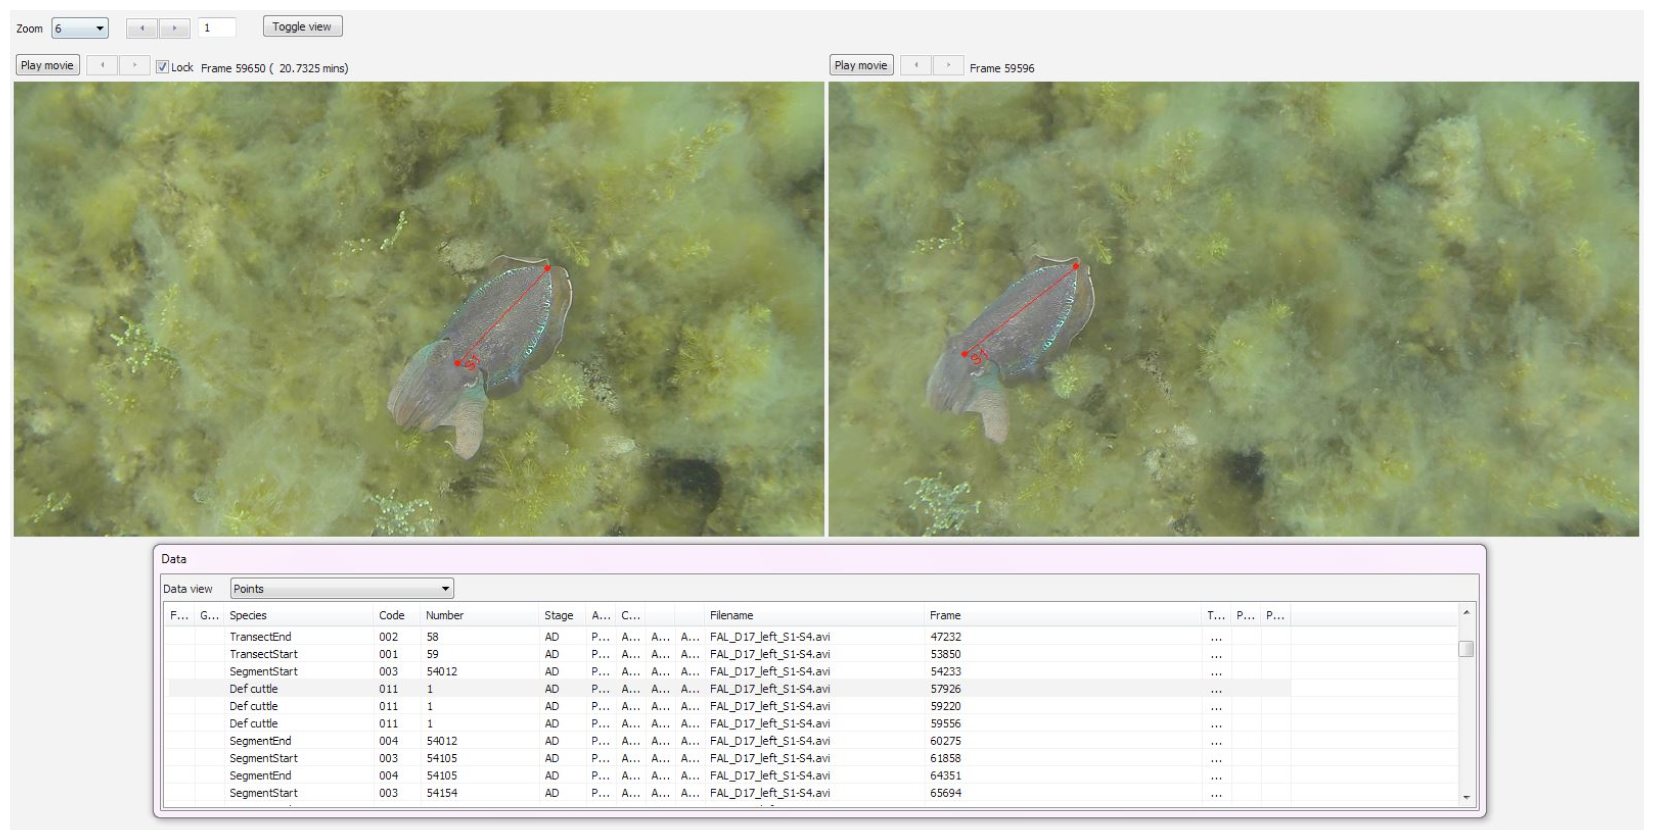 Zoom 6 1 Toggle view
Play movie Lock Frame 59650 ( 20.7325 mins) Play movie Frame 59596
S1 S1
Data
Data view Points
F... G... Species Code Number Stage A... C... Filename Frame T... P... P...
TransectEnd 002 58 AD P... A... A... A... FAL_D17_left_S1-S4.avi 47232 ...
TransectStart 001 59 AD P... A... A... A... FAL_D17_left_S1-S4.avi 53850 ...
SegmentStart 003 54012 AD P... A... A... A... FAL_D17_left_S1-S4.avi 54233 ...
Def cuttle 011 1 AD P... A... A... A... FAL_D17_left_S1-S4.avi 57926 ...
Def cuttle 011 1 AD P... A... A... A... FAL_D17_left_S1-S4.avi 59220 ...
Def cuttle 011 1 AD P... A... A... A... FAL_D17_left_S1-S4.avi 59556 ...
SegmentEnd 004 54012 AD P... A... A... A... FAL_D17_left_S1-S4.avi 60275 ...
SegmentStart 003 54105 AD P... A... A... A... FAL_D17_left_S1-S4.avi 61858 ...
SegmentEnd 004 54105 AD P... A... A... A... FAL_D17_left_S1-S4.avi 64351 ...
SegmentStart 003 54154 AD P... A... A... A... FAL_D17_left_S1-S4.avi 65694 ...